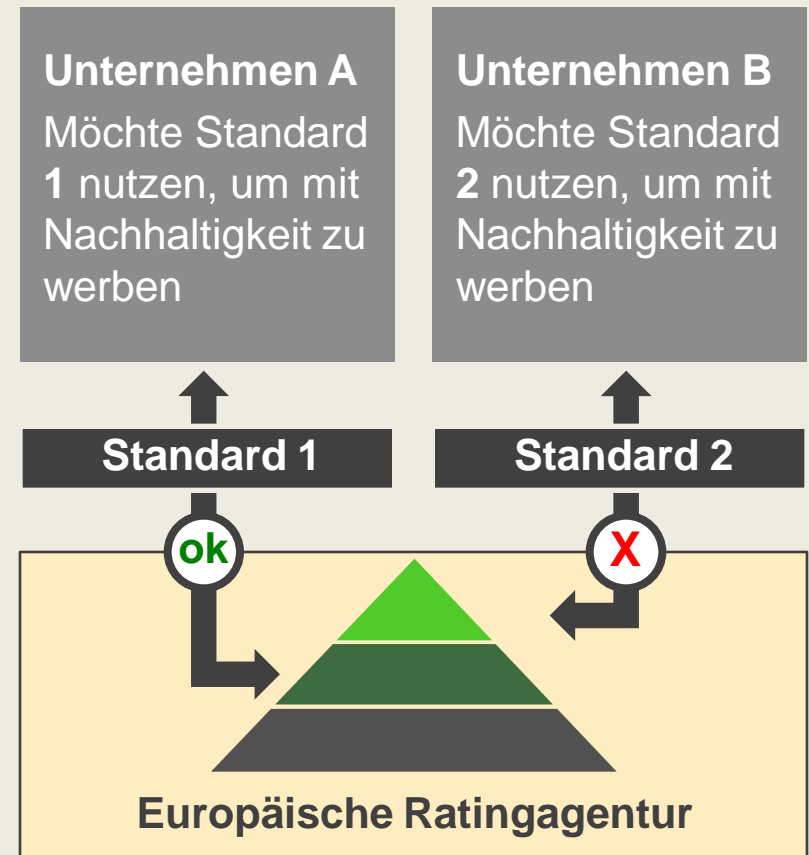 Unternehmen A
Möchte Standard
1 nutzen, um mit
Nachhaltigkeit zu
werben
Unternehmen B
Möchte Standard
2 nutzen, um mit
Nachhaltigkeit zu
werben
Standard 1
Standard 2
ok
X
Europäische Ratingagentur